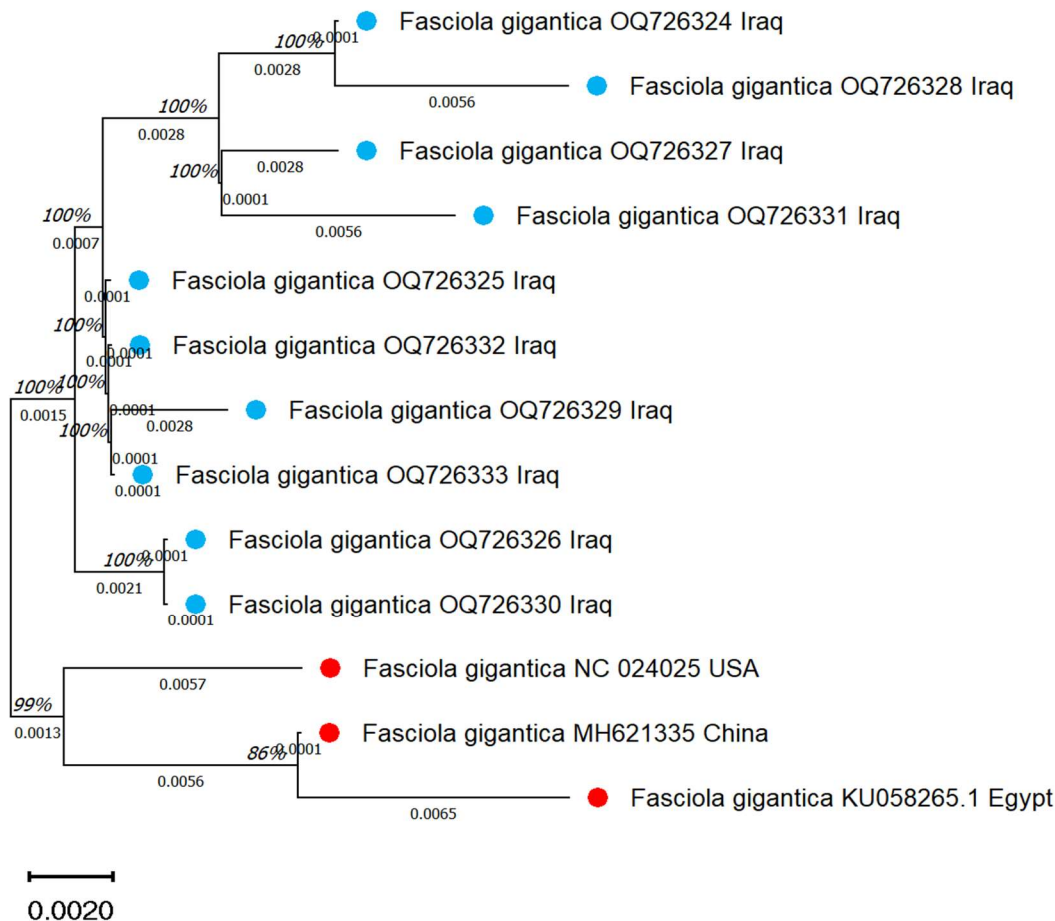 Fasciola gigantica OQ726324 Iraq
100%
0.0001
0.0028
Fasciola gigantica OQ726328 Iraq
0.0056
100%
0.0028
Fasciola gigantica OQ726327 Iraq
0.0028
100%
0.0001
Fasciola gigantica OQ726331 Iraq
0.0056
100%
0.0007
Fasciola gigantica OQ726325 Iraq
0.0001
100%
Fasciola gigantica OQ726332 Iraq
0.0001
0.0001
100%
100%
0.0015
Fasciola gigantica OQ726329 Iraq
0.0001
0.0028
100%
0.0001
Fasciola gigantica OQ726333 Iraq
0.0001
Fasciola gigantica OQ726326 Iraq
100%
0.0001
0.0021
Fasciola gigantica OQ726330 Iraq
0.0001
Fasciola gigantica NC 024025 USA
0.0057
99%
0.0013
Fasciola gigantica MH621335 China
86%
0.0001
0.0056
Fasciola gigantica KU058265.1 Egypt
0.0065
0.0020